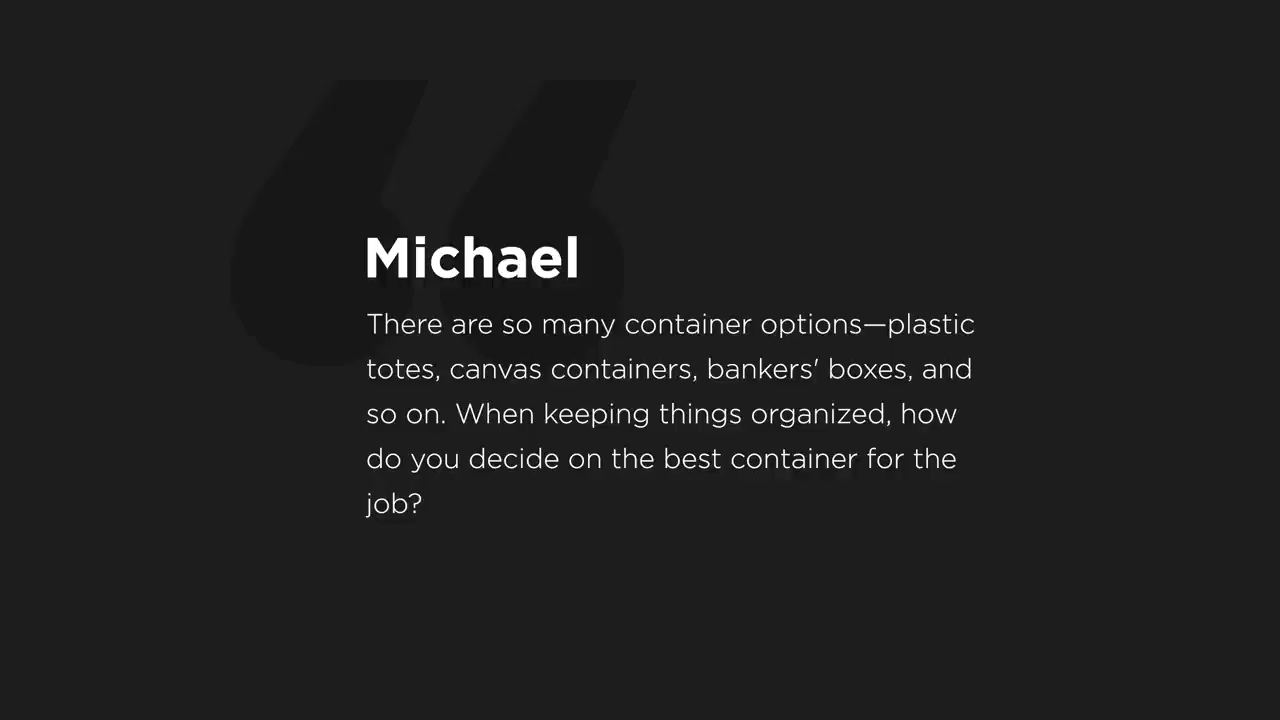 Michael
There are so many container options—plastic
totes, canvas containers, bankers' boxes, and
so on. When keeping things organized, how
do you decide on the best container for the
job?